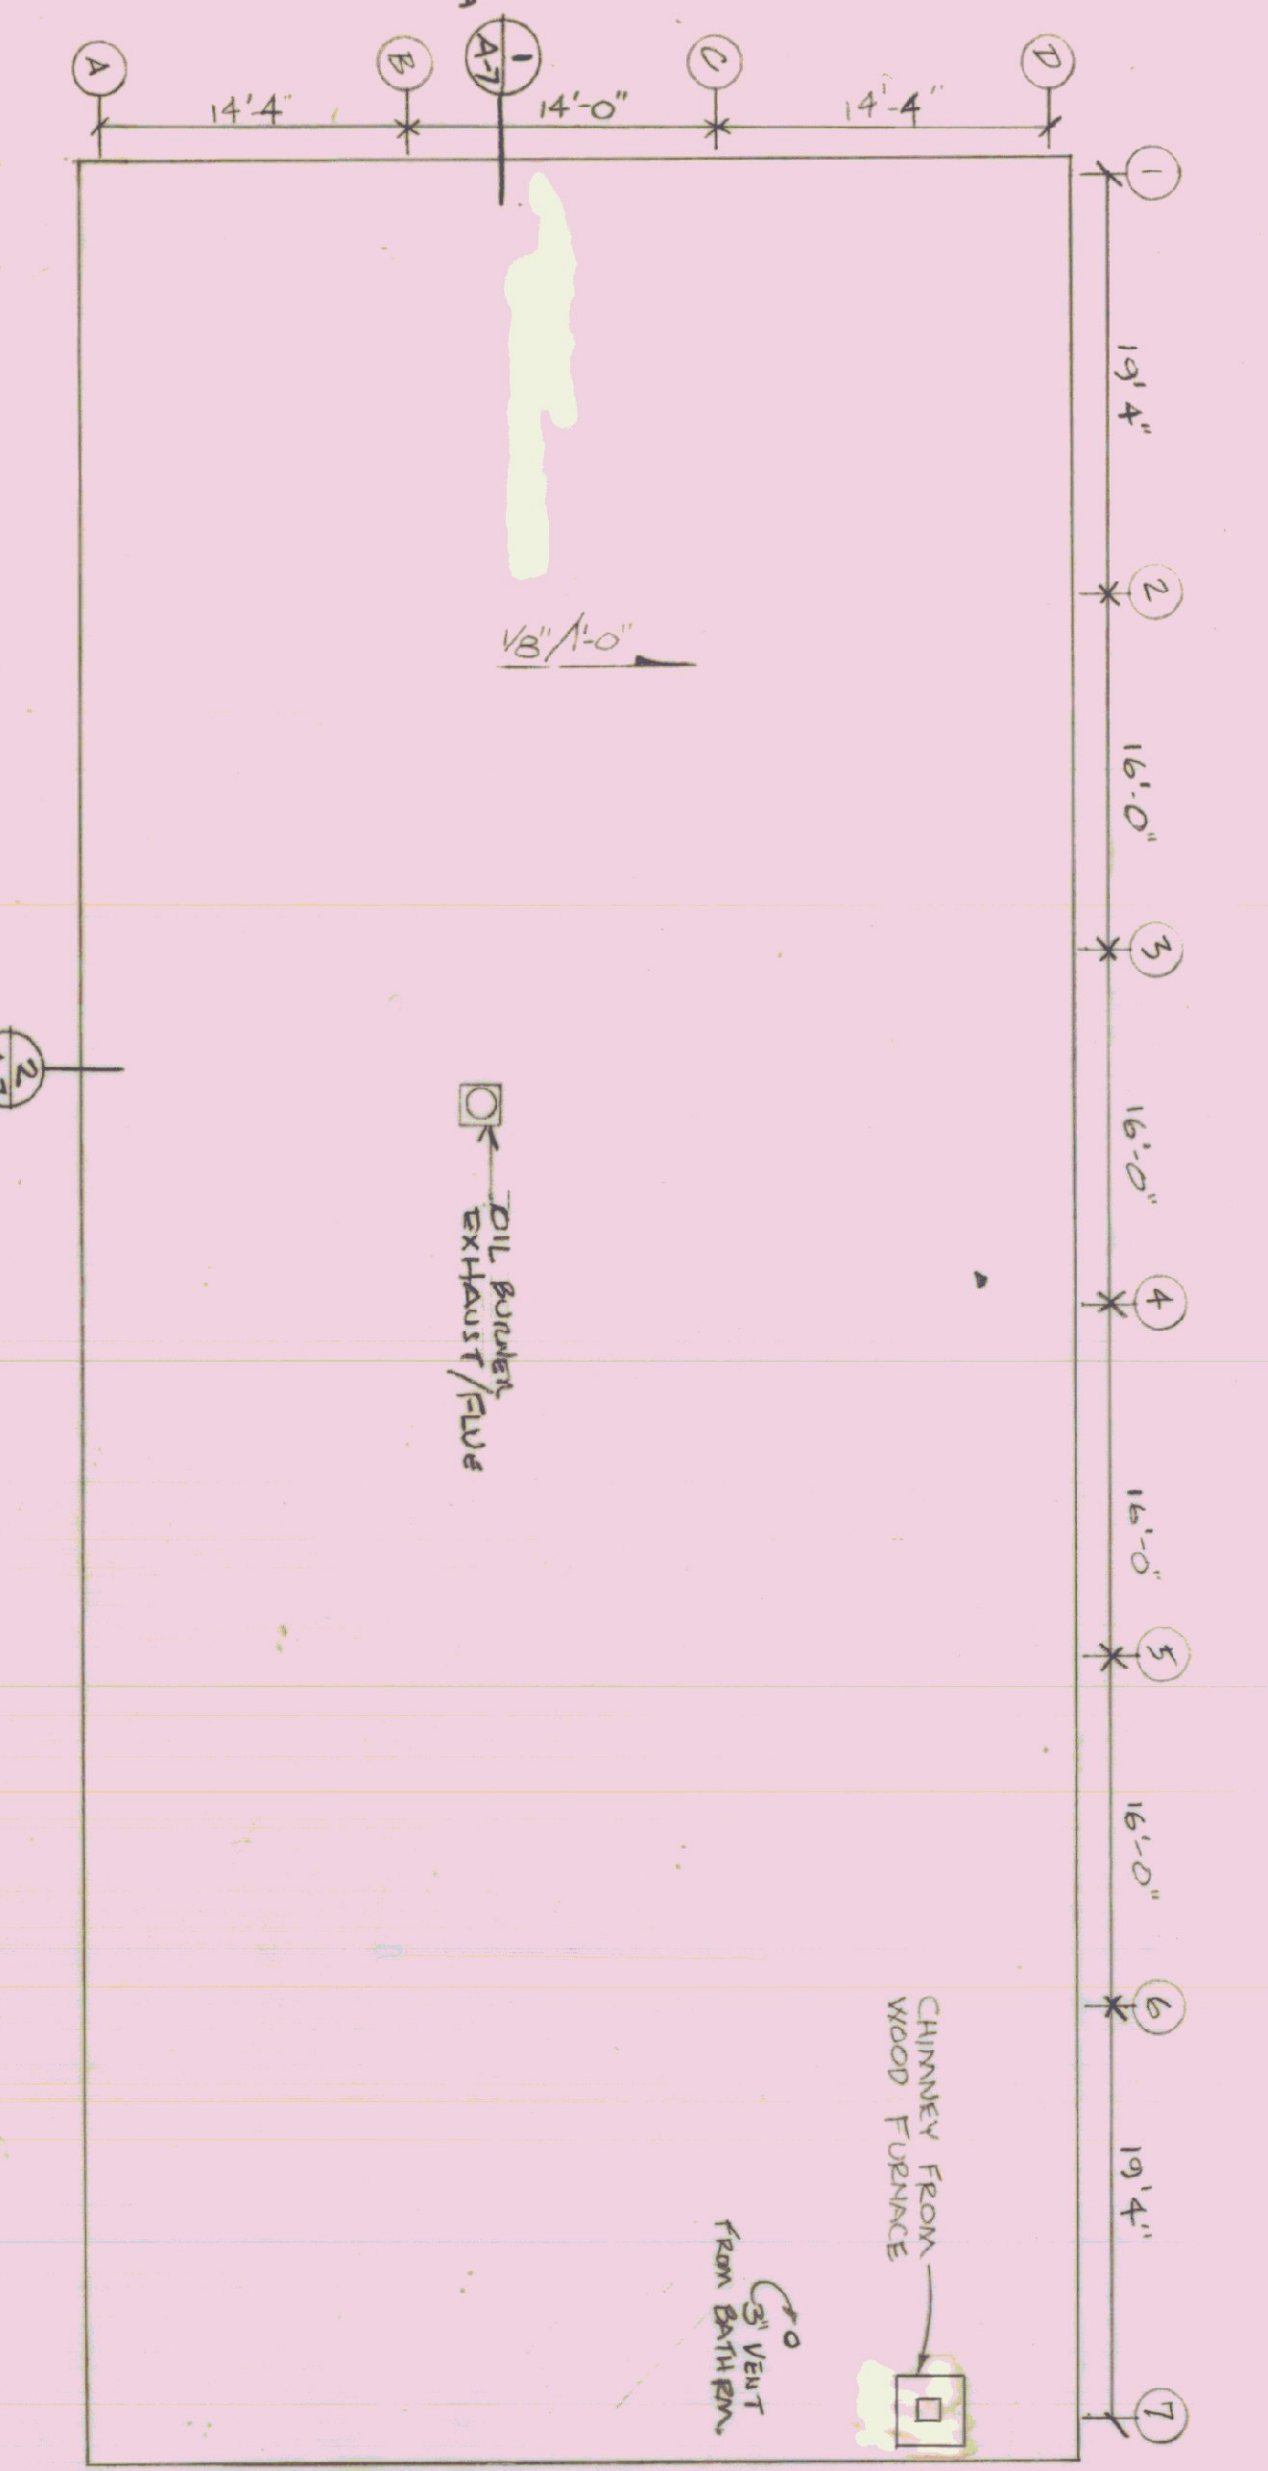 A
B
1
A-7
C
D
14'-4"
14'-0"
14'-4"
1
2
3
4
5
6
7
19'4"
16'-0"
16'-0"
16'-0"
16'-0"
19'4"
1/8"/1'-0"
2
OIL BURNER
EXHAUST/FLUE
CHIMNEY FROM
WOOD FURNACE
3" VENT
FROM BATH RM.